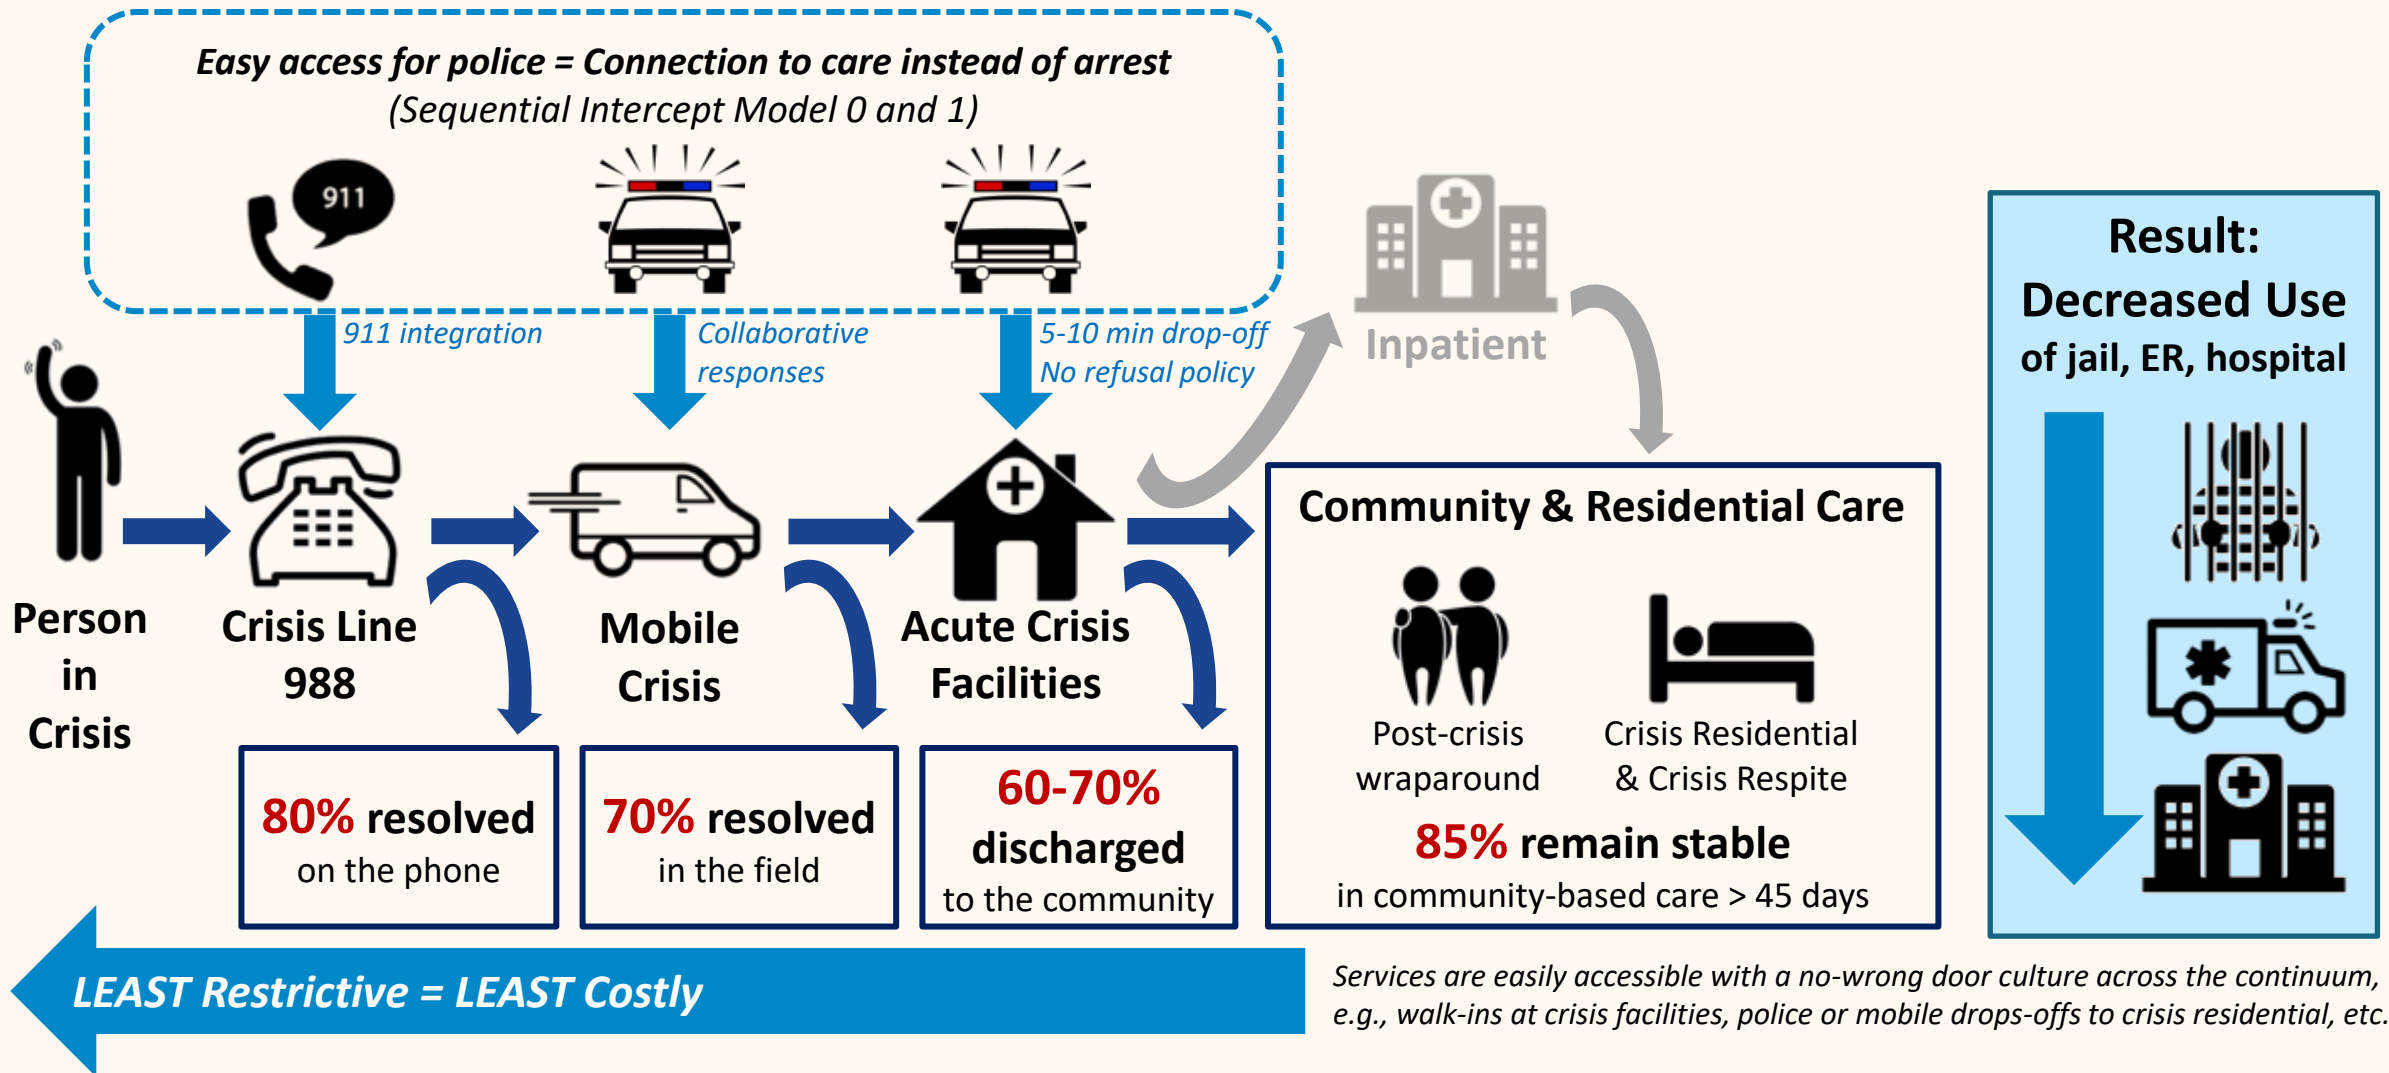 Easy access for police = Connection to care instead of arrest
(Sequential Intercept Model 0 and 1)
911
911 integration
Collaborative
responses
5-10 min drop-off
No refusal policy
Inpatient
Person
in
Crisis
Crisis Line
988
Mobile
Crisis
Acute Crisis
Facilities
80% resolved
on the phone
70% resolved
in the field
60-70%
discharged
to the community
Community & Residential Care
Post-crisis
wraparound
Crisis Residential
& Crisis Respite
85% remain stable
in community-based care > 45 days
Result:
Decreased Use
of jail, ER, hospital
LEAST Restrictive = LEAST Costly
Services are easily accessible with a no-wrong door culture across the continuum,
e.g., walk-ins at crisis facilities, police or mobile drops-offs to crisis residential, etc.